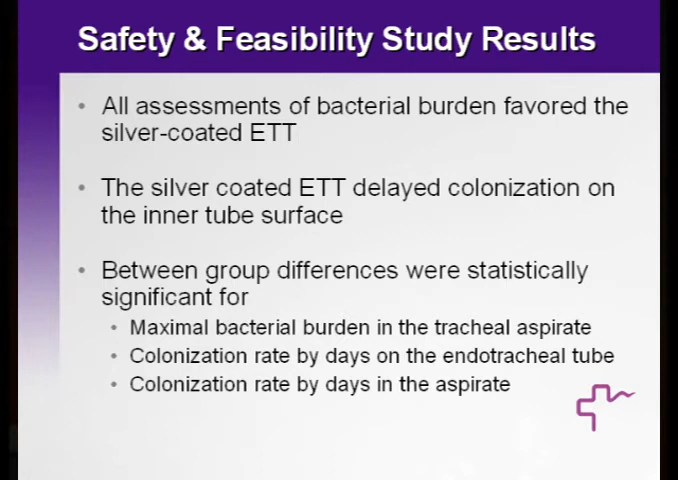 Safety & Feasibility Study Results
• All assessments of bacterial burden favored the
silver-coated ETT
• The silver coated ETT delayed colonization on
the inner tube surface
• Between group differences were statistically
significant for
• Maximal bacterial burden in the tracheal aspirate
• Colonization rate by days on the endotracheal tube
• Colonization rate by days in the aspirate